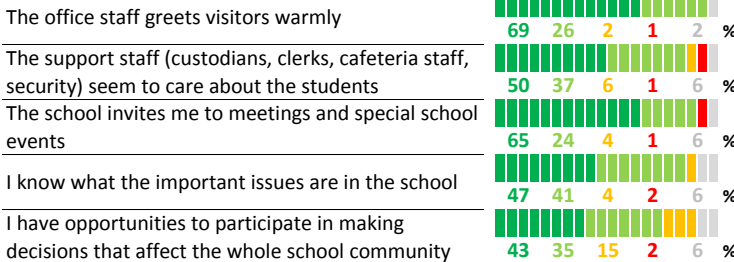 The office staff greets visitors warmly
69 26 2 1 2 %
The support staff (custodians, clerks, cafeteria staff,
security) seem to care about the students
50 37 6 1 6 %
The school invites me to meetings and special school
events
65 24 4 1 6 %
I know what the important issues are in the school
47 41 4 2 6 %
I have opportunities to participate in making
decisions that affect the whole school community
43 35 15 2 6 %